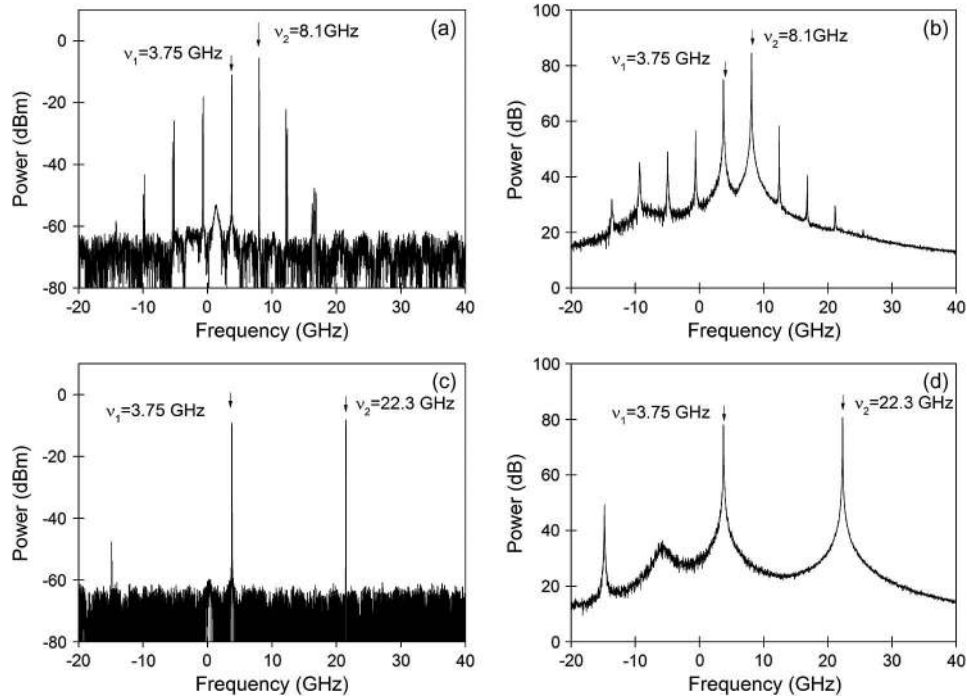 (a)
ν₂=8.1GHz
ν₁=3.75 GHz
Power (dBm)
0
-20
-40
-60
-80
-20 -10 0 10 20 30 40
Frequency (GHz)
(b)
ν₂=8.1GHz
ν₁=3.75 GHz
Power (dB)
100
80
60
40
20
0
-20 -10 0 10 20 30 40
Frequency (GHz)
(c)
ν₁=3.75 GHz
ν₂=22.3 GHz
Power (dBm)
0
-20
-40
-60
-80
-20 -10 0 10 20 30 40
Frequency (GHz)
(d)
ν₁=3.75 GHz
ν₂=22.3 GHz
Power (dB)
100
80
60
40
20
0
-20 -10 0 10 20 30 40
Frequency (GHz)